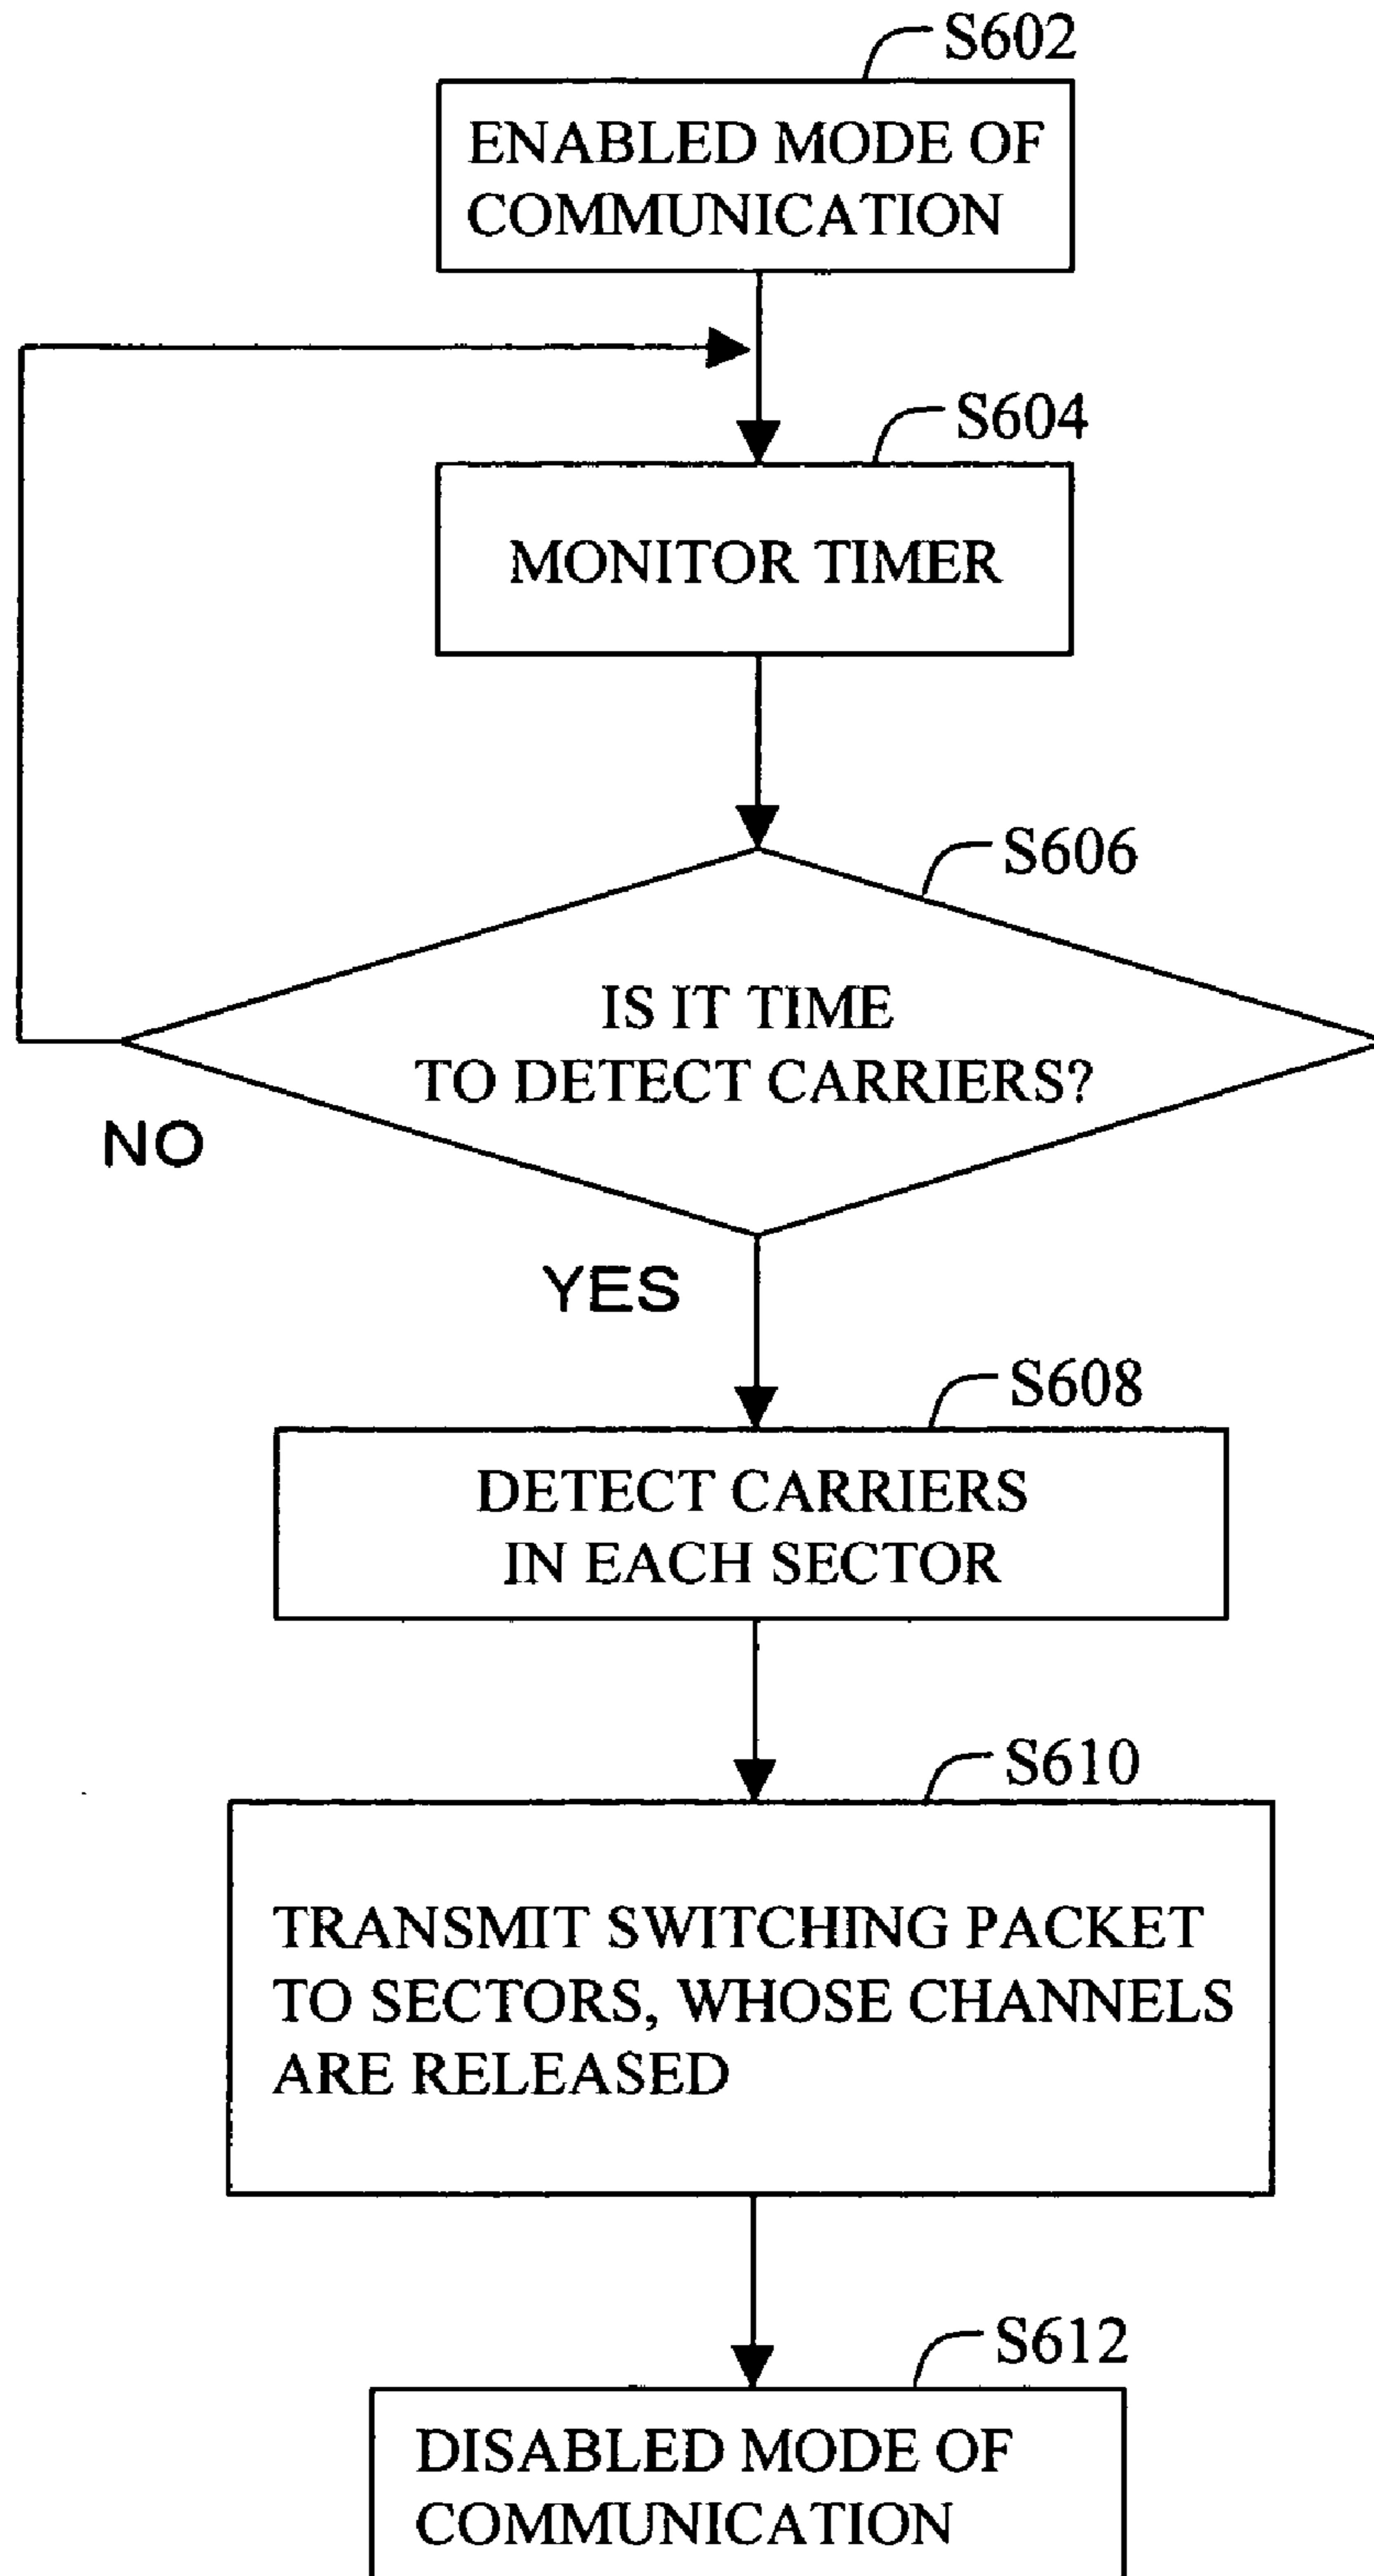 S602
ENABLED MODE OF
COMMUNICATION
S604
MONITOR TIMER
S606
IS IT TIME
TO DETECT CARRIERS?
NO
YES
S608
DETECT CARRIERS
IN EACH SECTOR
S610
TRANSMIT SWITCHING PACKET
TO SECTORS, WHOSE CHANNELS
ARE RELEASED
S612
DISABLED MODE OF
COMMUNICATION